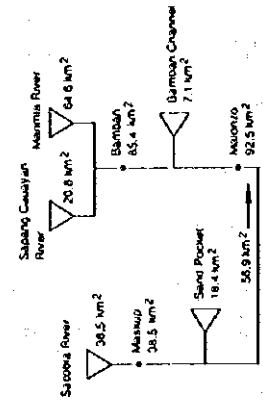 Sacobia River
38.5 km²
Maskup
38.5 km²
Sand Pocket
18.4 km²
56.9 km²
Sapang Cauayan
River
20.8 km²
Marimla River
64.6 km²
Bamban
85.4 km²
Bamban Channel
7.1 km²
Malonzo
92.5 km²